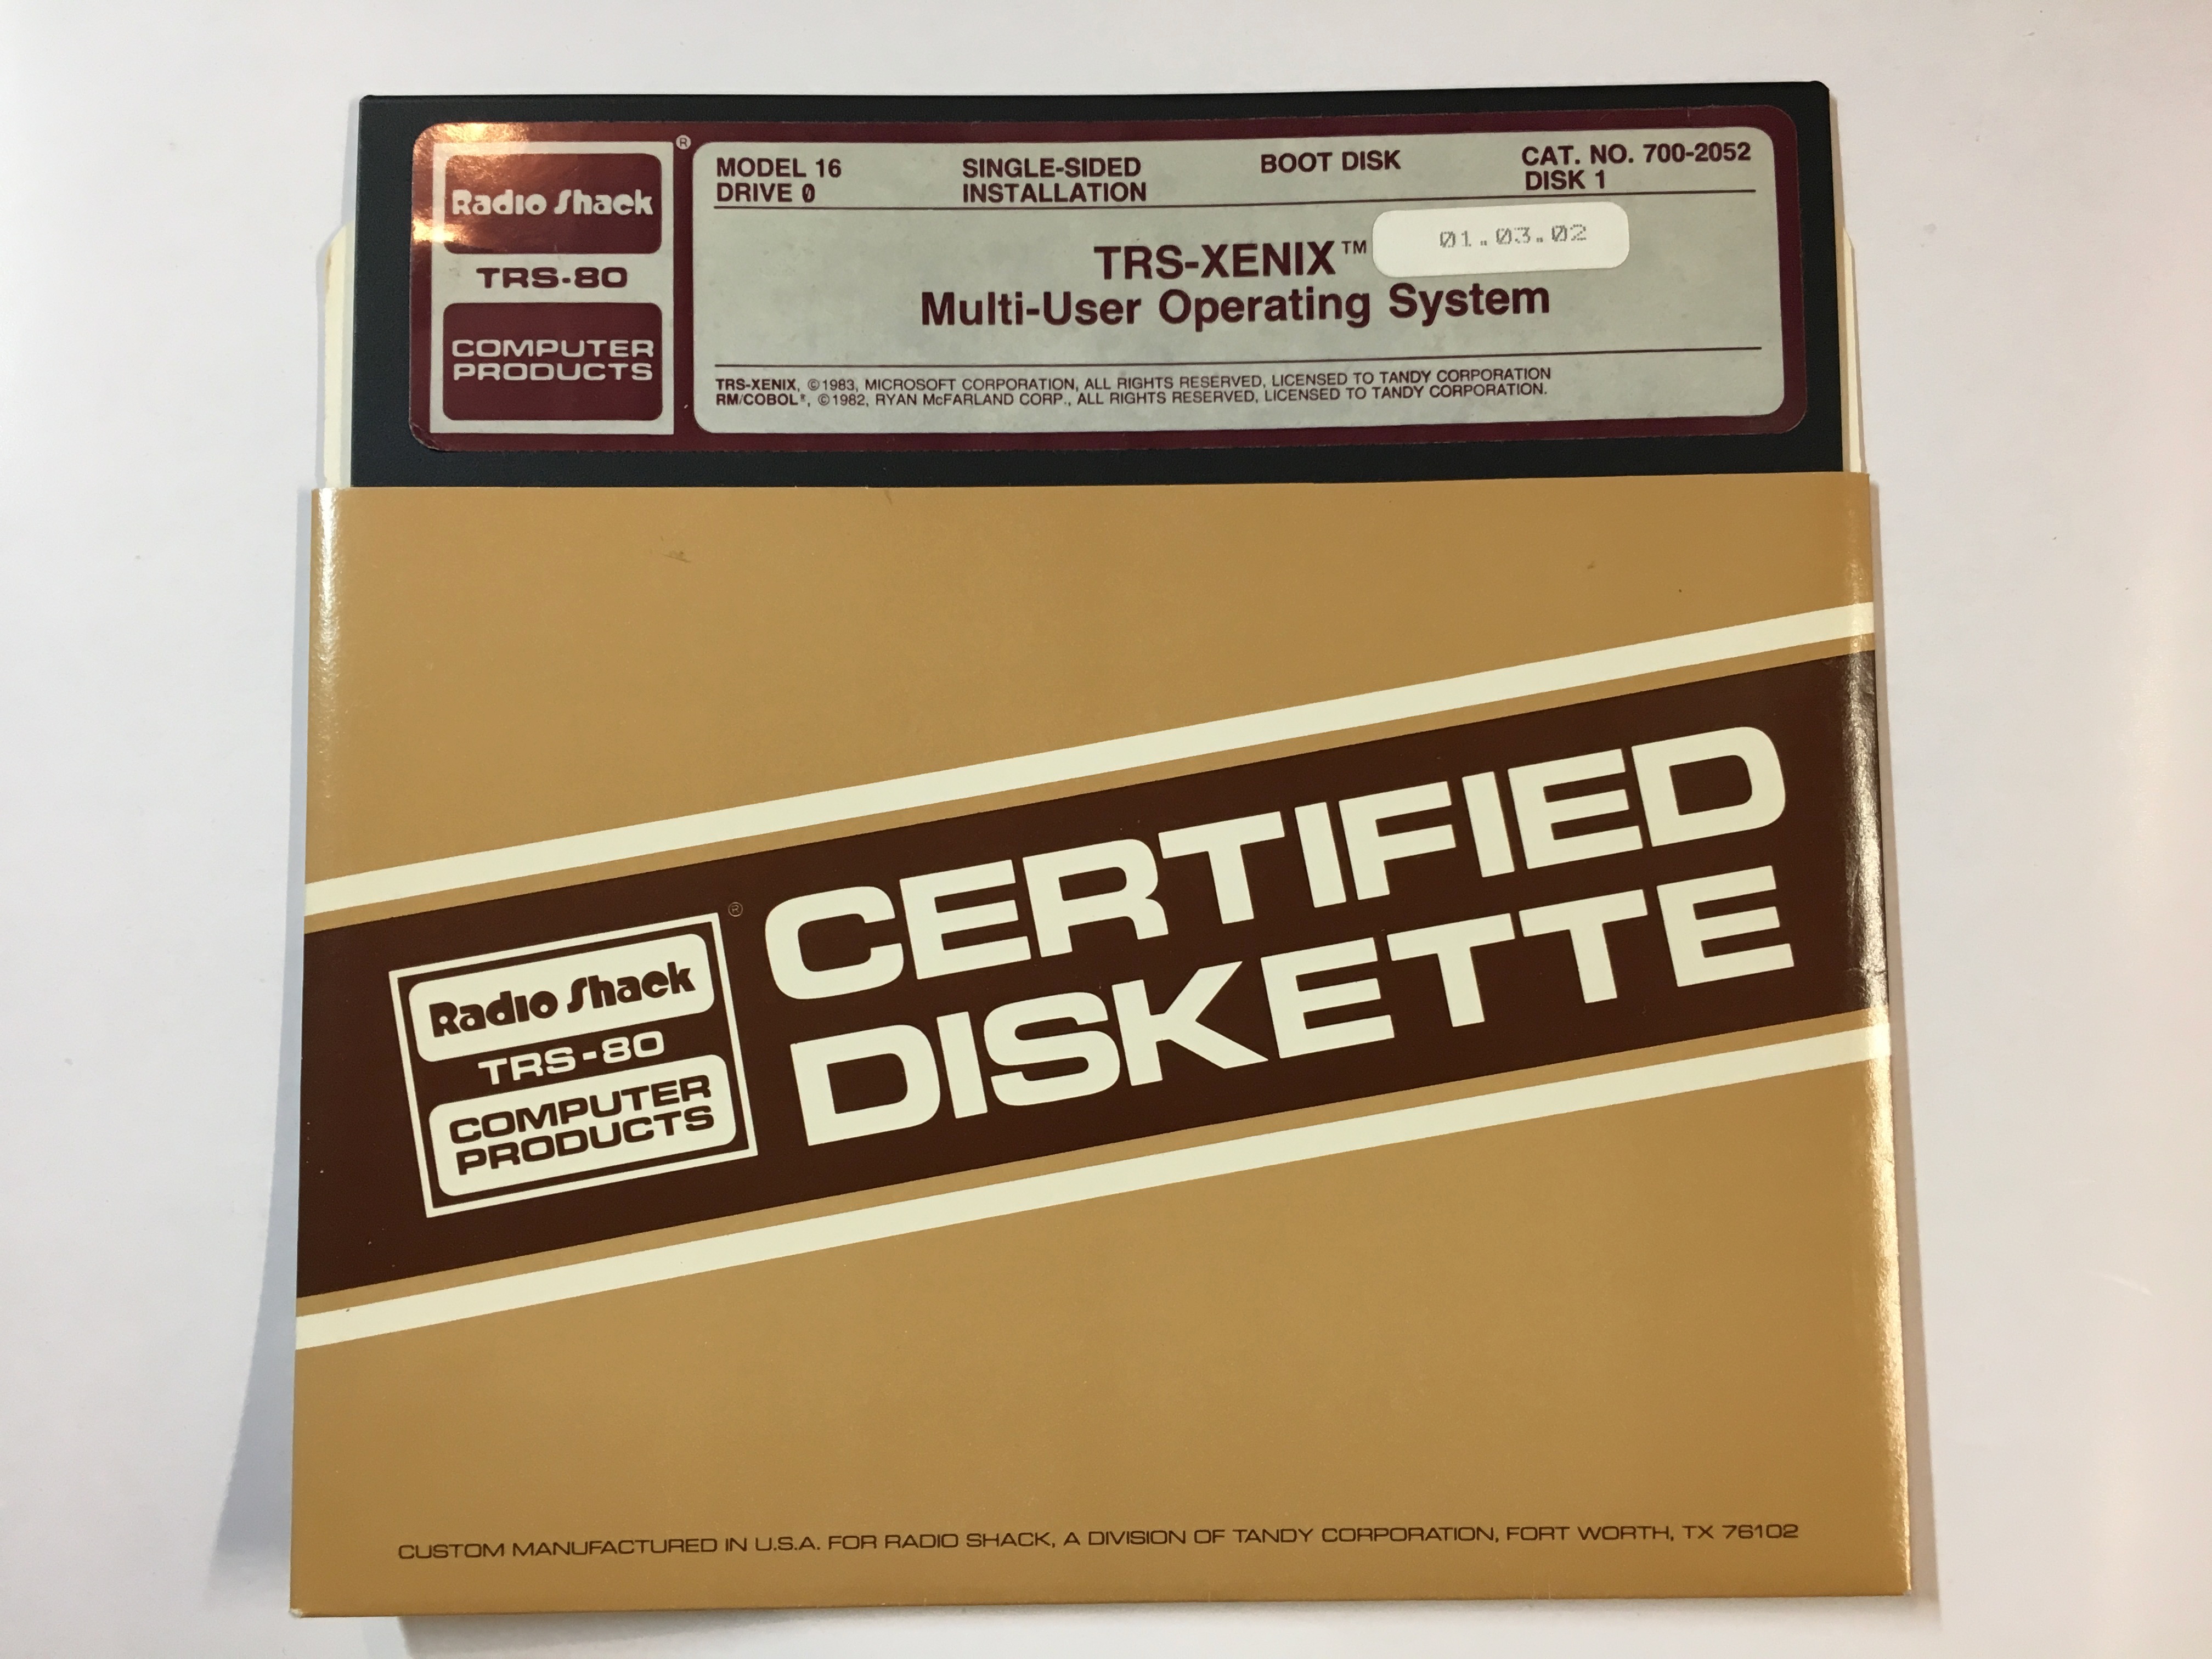 Radio Shack
®
TRS-80
COMPUTER
PRODUCTS
MODEL 16 SINGLE-SIDED BOOT DISK CAT. NO. 700-2052
DRIVE 0 INSTALLATION DISK 1
TRS-XENIX™ 01.03.02
Multi-User Operating System
TRS-XENIX, ©1983, MICROSOFT CORPORATION, ALL RIGHTS RESERVED, LICENSED TO TANDY CORPORATION
RM/COBOL®, ©1982, RYAN McFARLAND CORP., ALL RIGHTS RESERVED, LICENSED TO TANDY CORPORATION.
Radio Shack
®
TRS-80
COMPUTER
PRODUCTS
CERTIFIED
DISKETTE
CUSTOM MANUFACTURED IN U.S.A. FOR RADIO SHACK, A DIVISION OF TANDY CORPORATION, FORT WORTH, TX 76102